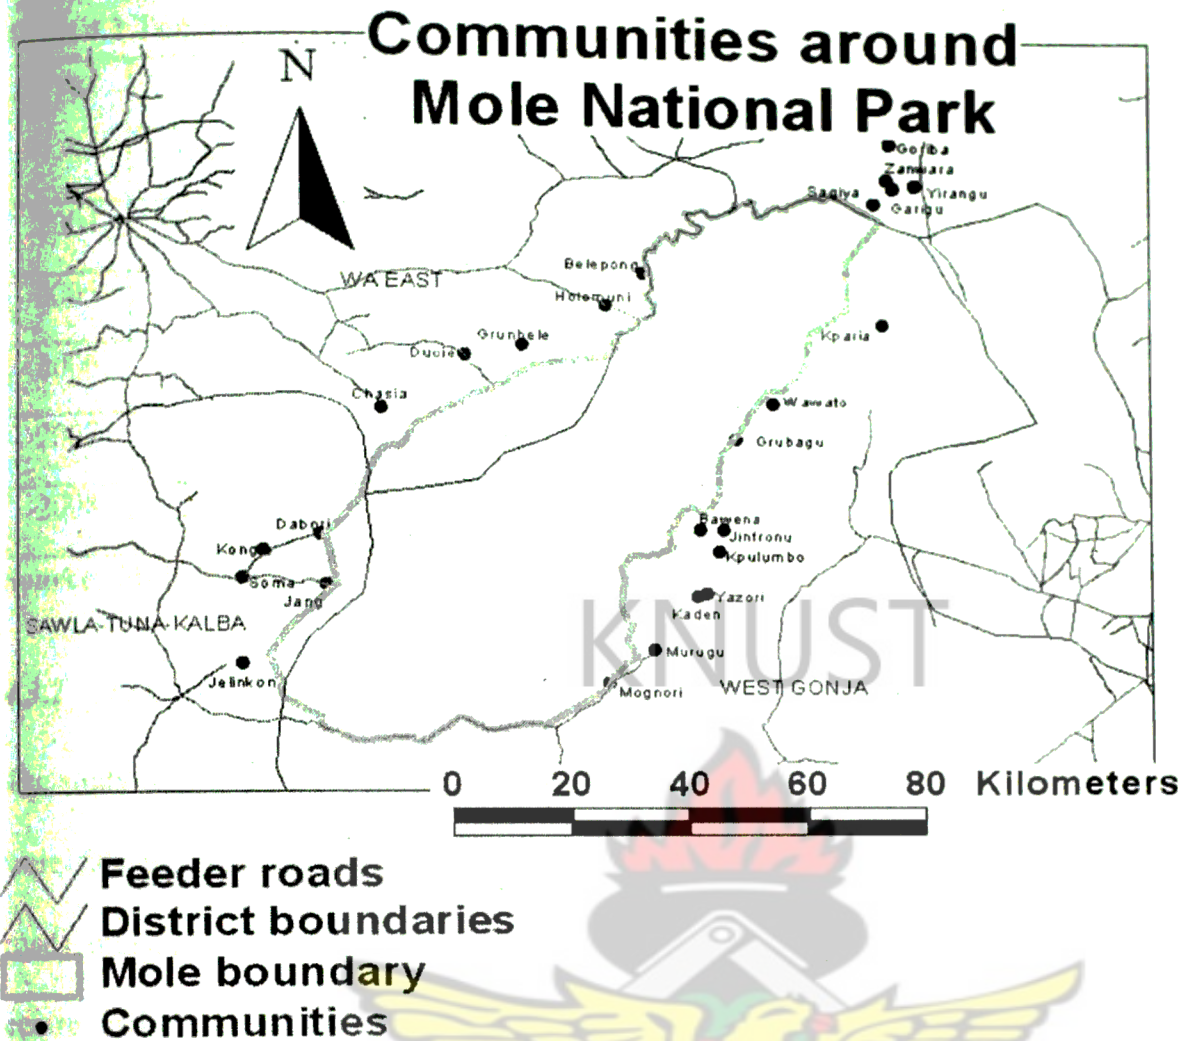 Communities around
Mole National Park
N
Goriba
Zanwara
Sagiya
Yirangu
Garigu
Belepong
WA EAST
Holomuni
Grunbele
Ducie
Kparia
Chasia
Wawato
Grubagu
Dabori
Bawena
Kong
Jinfronu
Kpulumbo
Soma
Jang
Yazori
Kaden
SAWLA-TUNA-KALBA
KNUST
Murugu
Jelinkon
Mognori
WEST GONJA
0 20 40 60 80 Kilometers
Feeder roads
District boundaries
Mole boundary
Communities